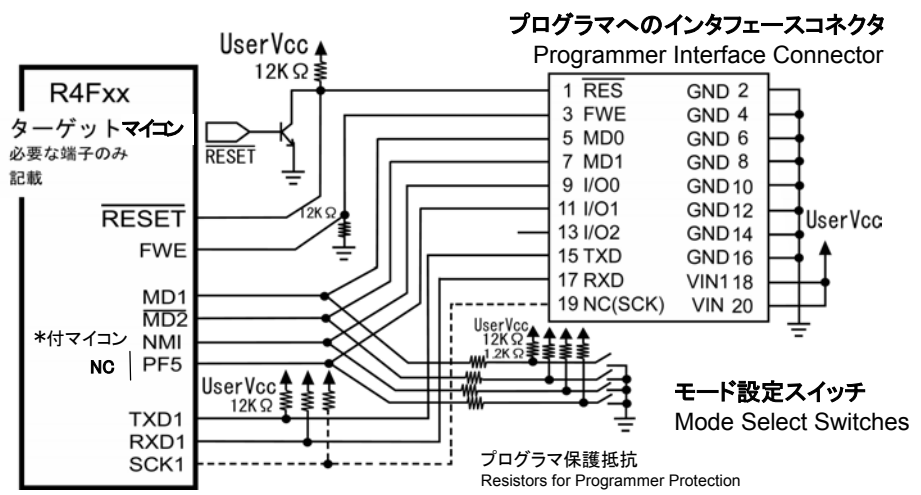 プログラマへのインタフェースコネクタ
Programmer Interface Connector
UserVcc
12KΩ
R4Fxx
ターゲットマイコン
必要な端子のみ
記載
RESET
RESET
FWE
12KΩ
MD1
MD2
*付マイコン
NC
NMI
PF5
UserVcc
12KΩ
TXD1
RXD1
SCK1
1 RES GND 2
3 FWE GND 4
5 MD0 GND 6
7 MD1 GND 8
9 I/O0 GND 10
11 I/O1 GND 12
13 I/O2 GND 14
15 TXD GND 16
17 RXD VIN1 18
19 NC(SCK) VIN 20
UserVcc
UserVcc
12KΩ
1.2KΩ
モード設定スイッチ
Mode Select Switches
プログラマ保護抵抗
Resistors for Programmer Protection